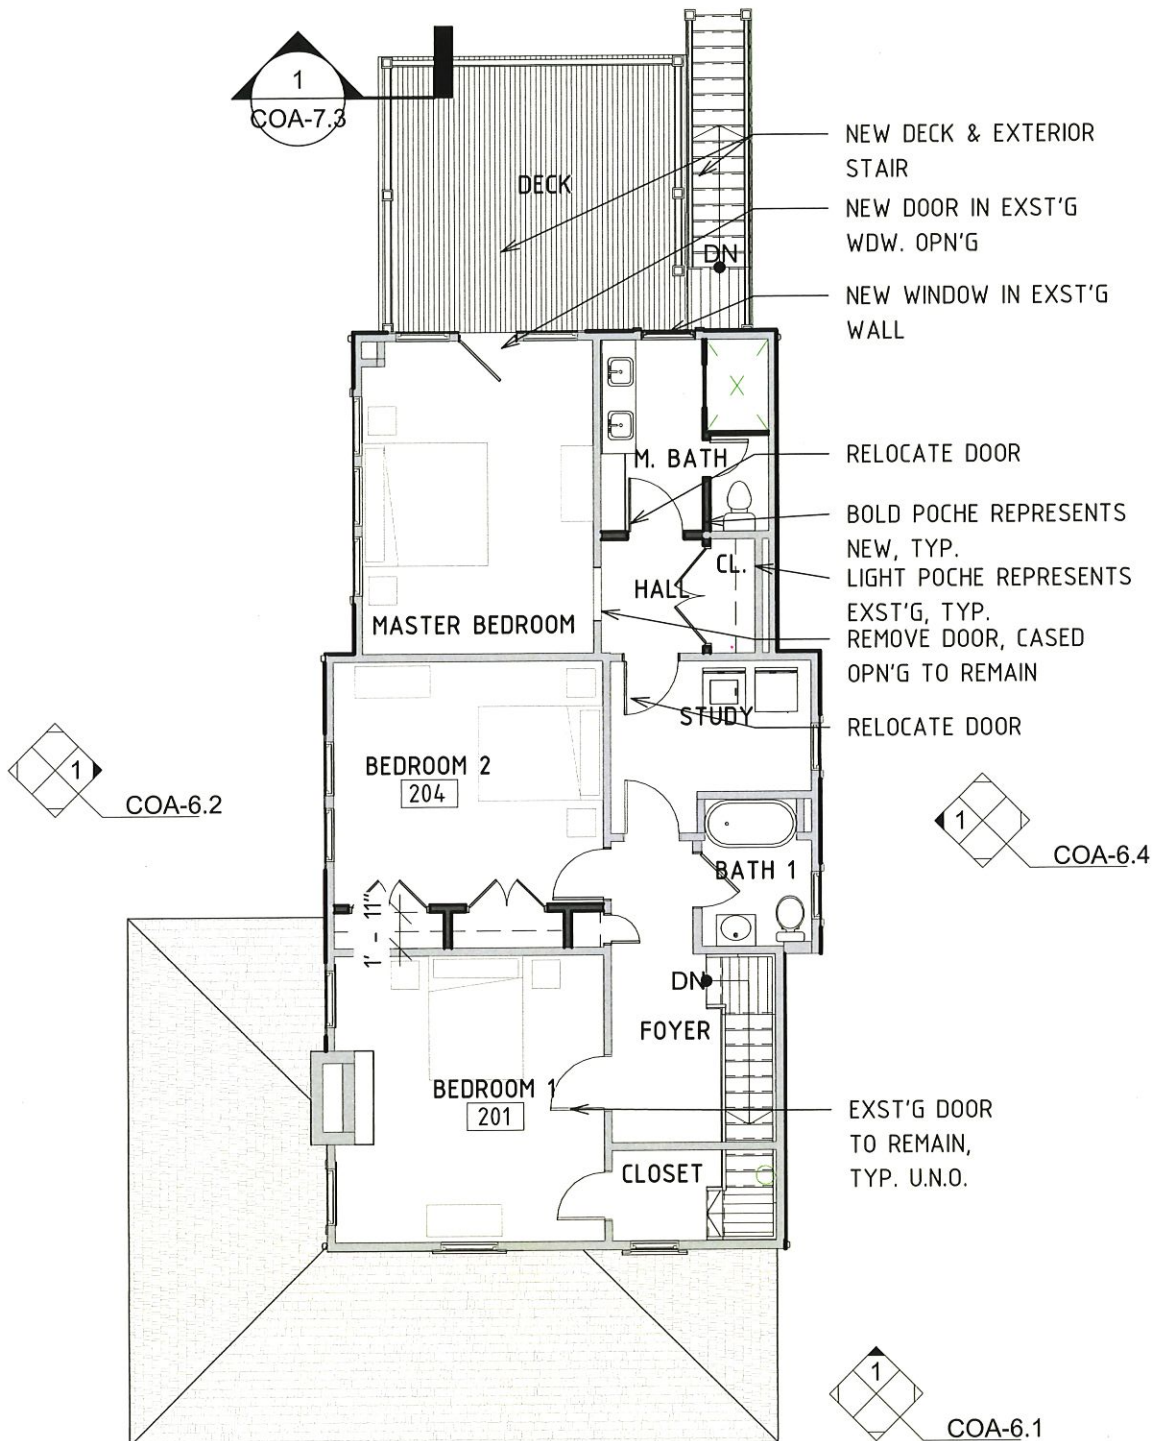 1
COA-7.3
DECK
DN
NEW DECK & EXTERIOR
STAIR
NEW DOOR IN EXST'G
WDW. OPN'G
NEW WINDOW IN EXST'G
WALL
M. BATH
RELOCATE DOOR
BOLD POCHE REPRESENTS
NEW, TYP.
LIGHT POCHE REPRESENTS
EXST'G, TYP.
REMOVE DOOR, CASED
OPN'G TO REMAIN
RELOCATE DOOR
CL.
HALL
MASTER BEDROOM
STUDY
BEDROOM 2
204
1
COA-6.2
1
COA-6.4
BATH 1
1' - 11"
DN
FOYER
BEDROOM 1
201
EXST'G DOOR
TO REMAIN,
TYP. U.N.O.
CLOSET
1
COA-6.1